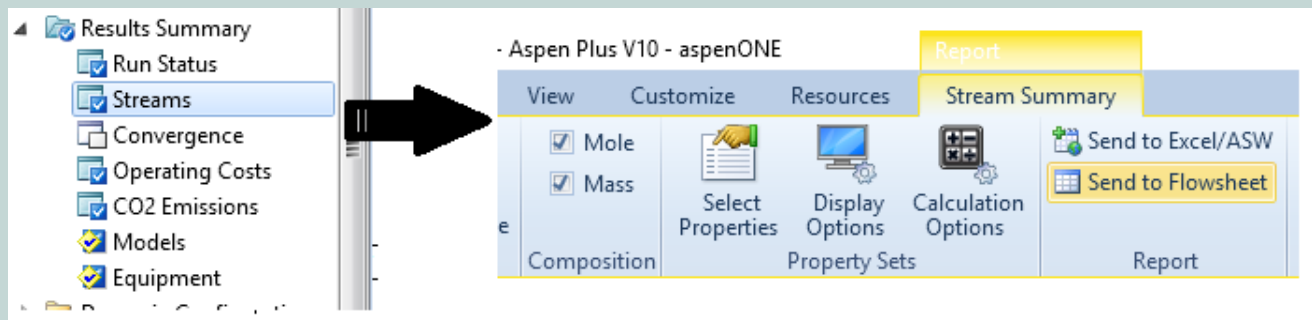 Results Summary
Run Status
Streams
Convergence
Operating Costs
CO2 Emissions
Models
Equipment
- Aspen Plus V10 - aspenONE
Report
View Customize Resources Stream Summary
Mole
Mass
Select
Properties
Display
Options
Calculation
Options
Send to Excel/ASW
Send to Flowsheet
e
Composition Property Sets Report